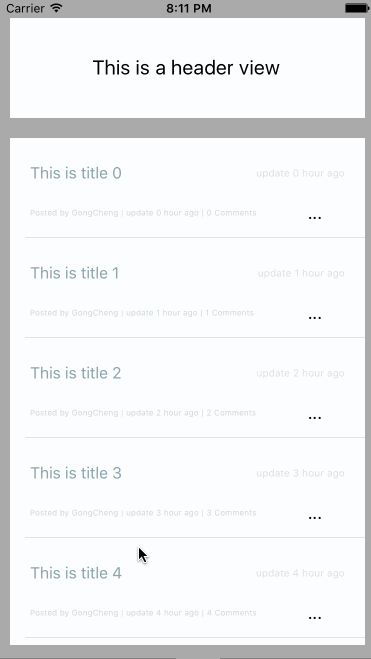 Carrier 8:11 PM
This is a header view
This is title 0 update 0 hour ago
Posted by GongCheng | update 0 hour ago | 0 Comments ...
This is title 1 update 1 hour ago
Posted by GongCheng | update 1 hour ago | 1 Comments ...
This is title 2 update 2 hour ago
Posted by GongCheng | update 2 hour ago | 2 Comments ...
This is title 3 update 3 hour ago
Posted by GongCheng | update 3 hour ago | 3 Comments ...
This is title 4 update 4 hour ago
Posted by GongCheng | update 4 hour ago | 4 Comments ...